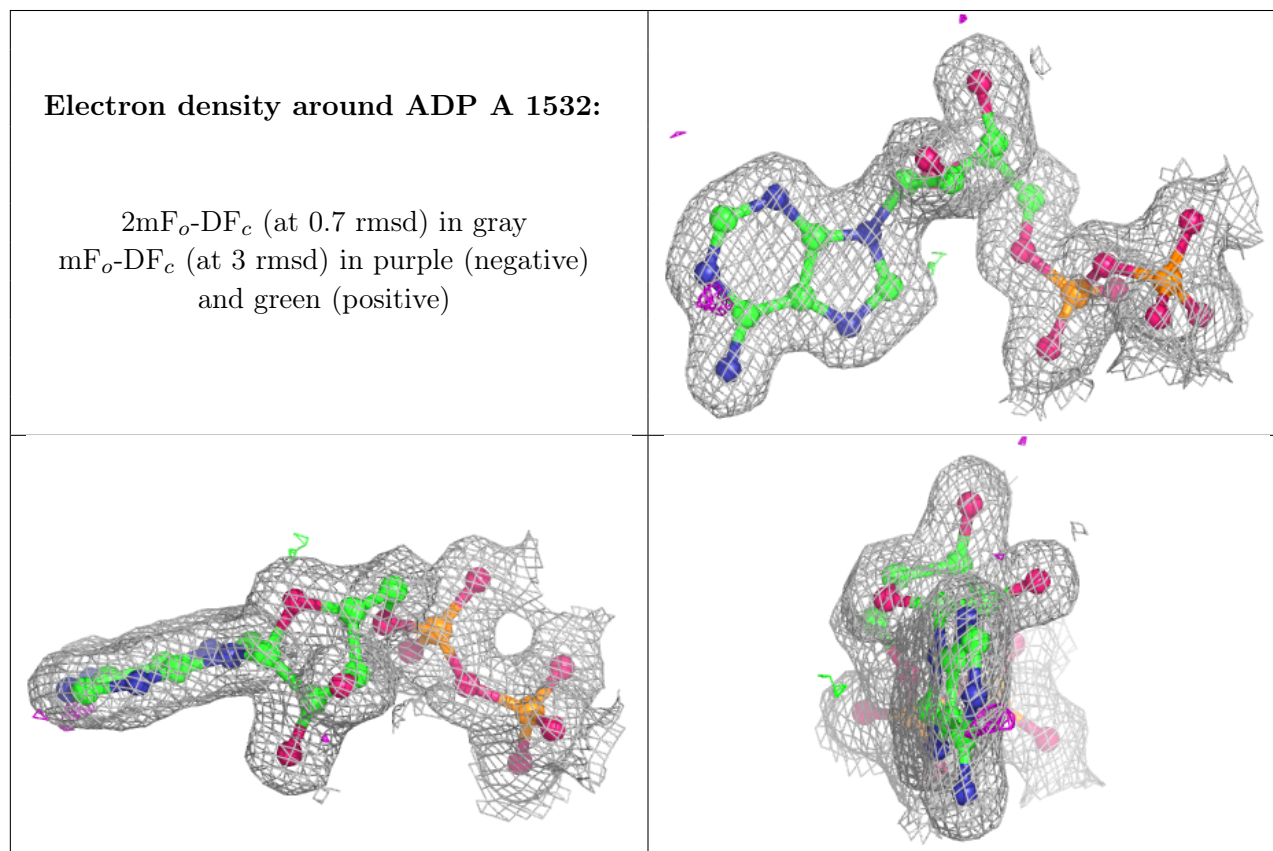 Electron density around ADP A 1532:
2mFₒ-DF𝒸 (at 0.7 rmsd) in gray
mFₒ-DF𝒸 (at 3 rmsd) in purple (negative)
and green (positive)